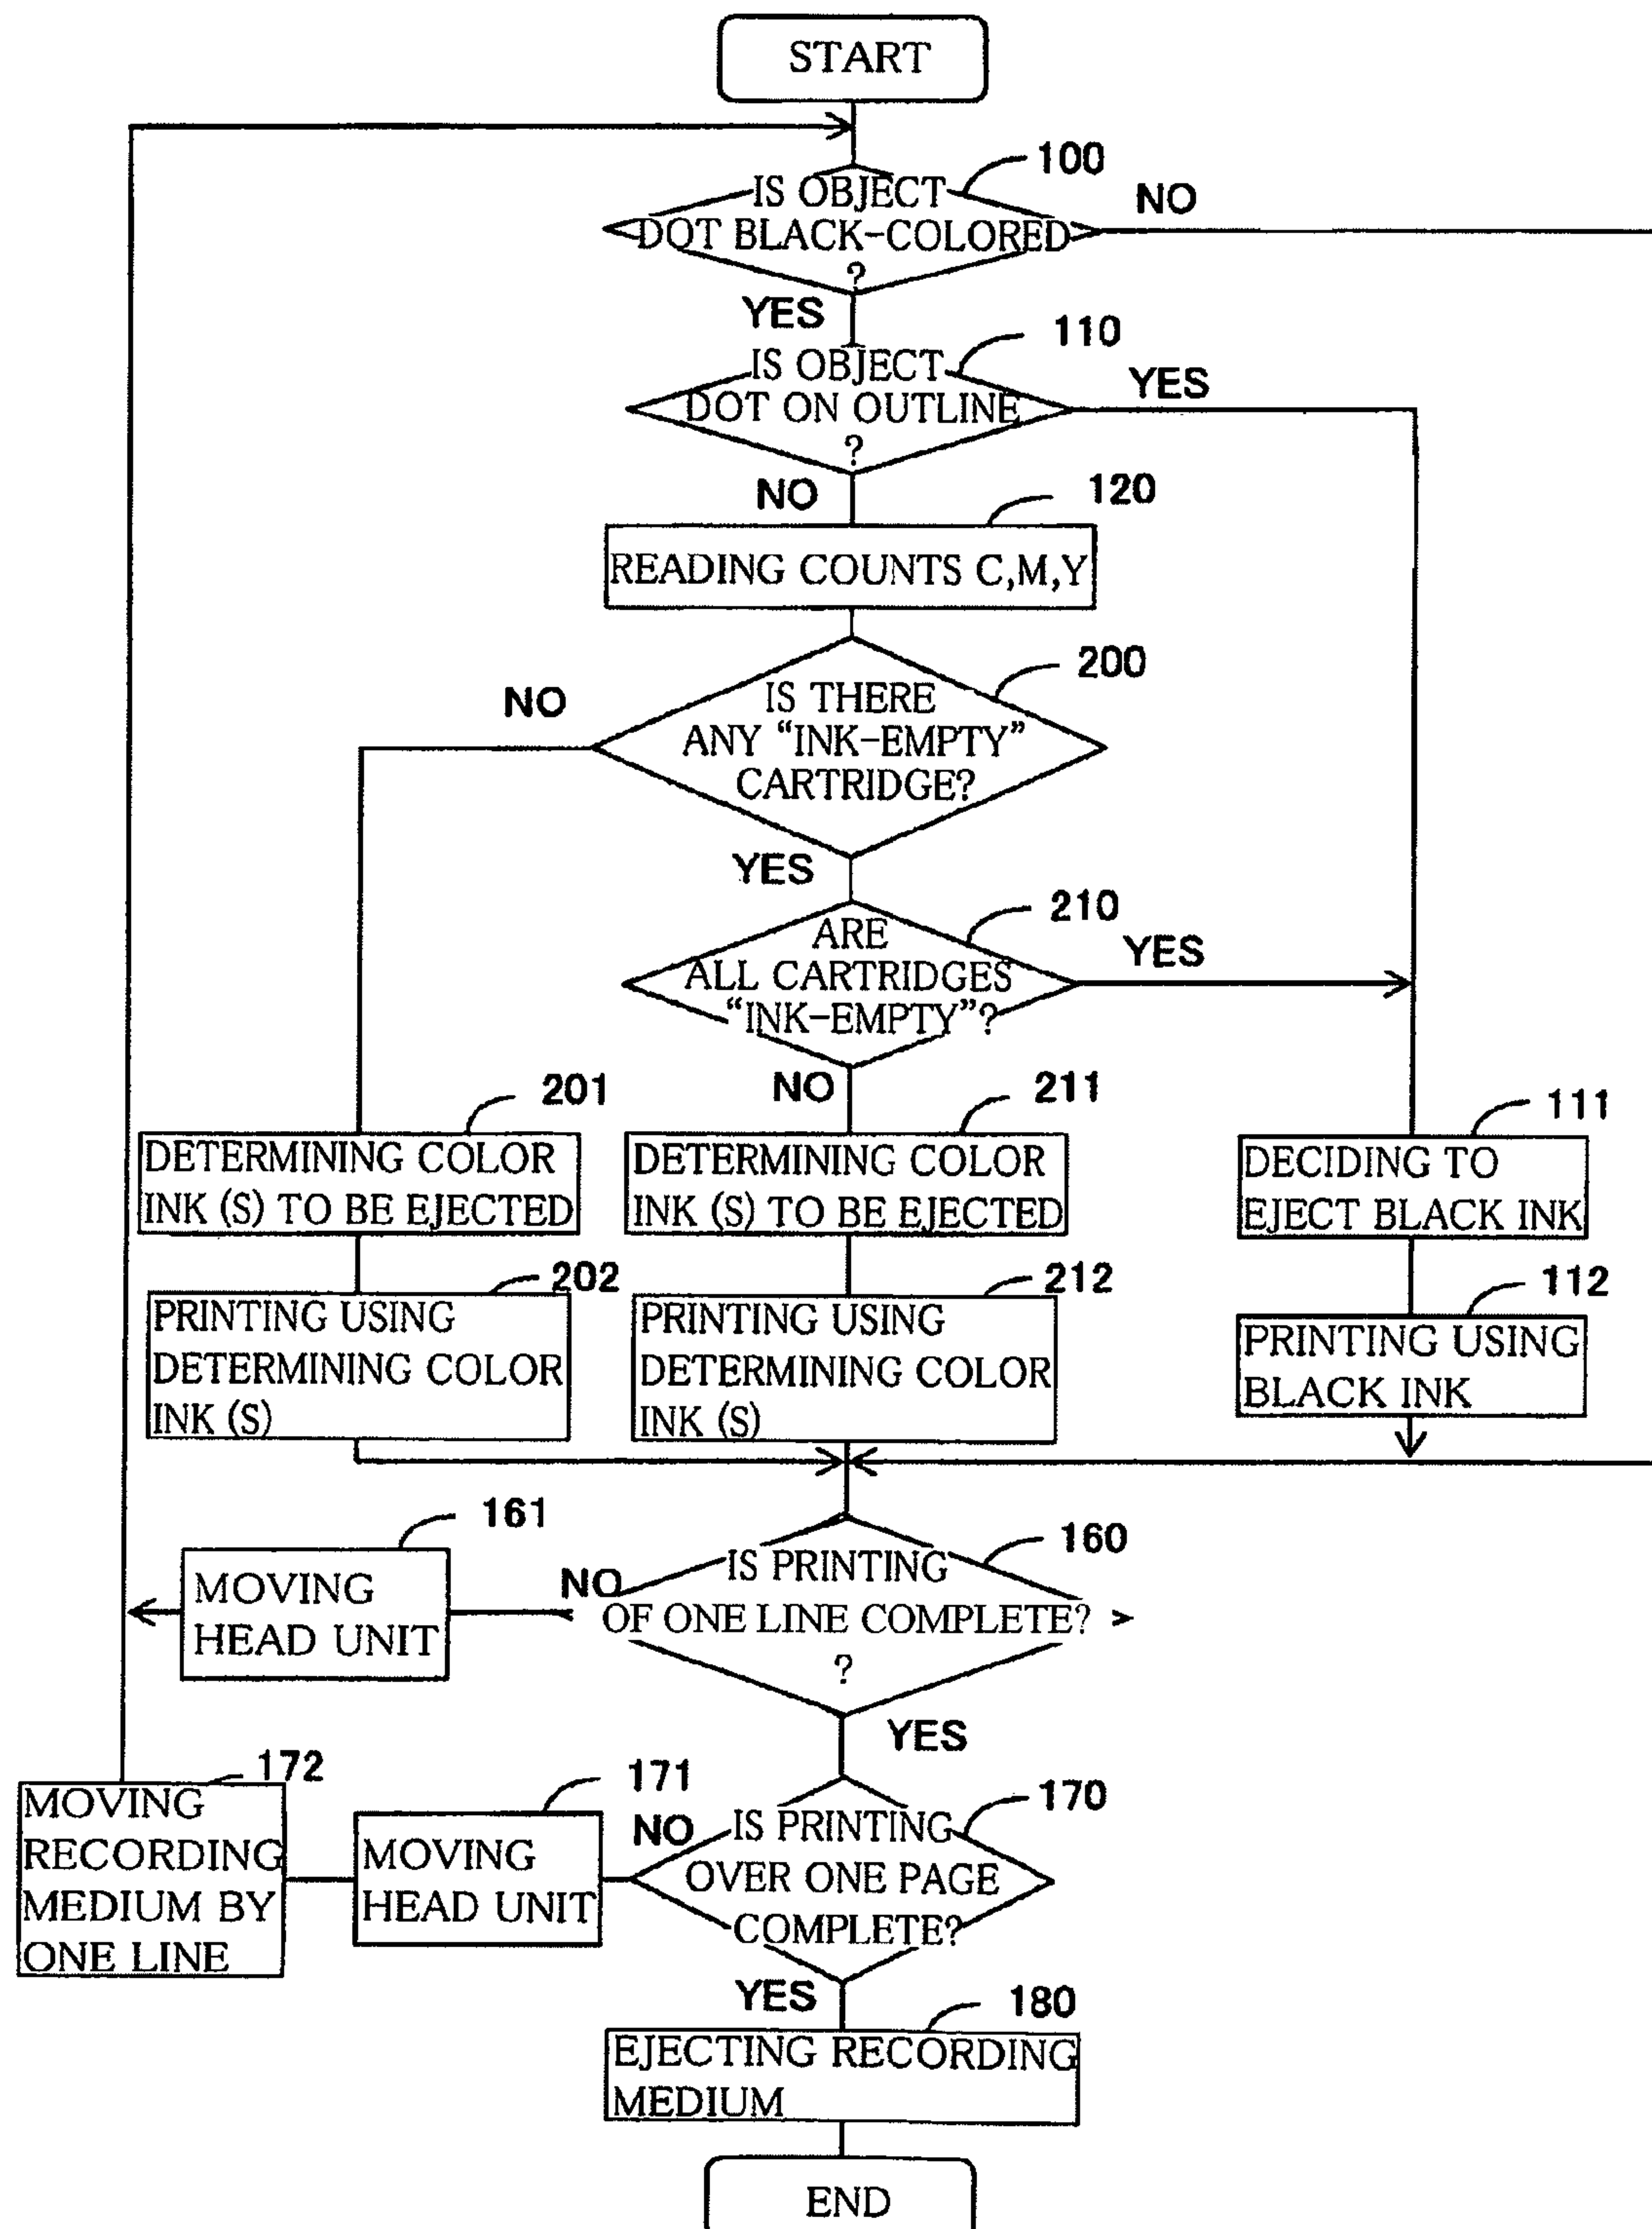 START
100
IS OBJECT
DOT BLACK-COLORED
?
NO
YES
110
IS OBJECT
DOT ON OUTLINE
?
YES
NO
120
READING COUNTS C,M,Y
200
IS THERE
ANY “INK-EMPTY”
CARTRIDGE?
NO
YES
210
ARE
ALL CARTRIDGES
“INK-EMPTY”?
YES
NO
201
DETERMINING COLOR
INK (S) TO BE EJECTED
211
DETERMINING COLOR
INK (S) TO BE EJECTED
111
DECIDING TO
EJECT BLACK INK
202
PRINTING USING
DETERMINING COLOR
INK (S)
212
PRINTING USING
DETERMINING COLOR
INK (S)
112
PRINTING USING
BLACK INK
161
MOVING
HEAD UNIT
NO
160
IS PRINTING
OF ONE LINE COMPLETE?
?
YES
172
MOVING
RECORDING
MEDIUM BY
ONE LINE
171
MOVING
HEAD UNIT
NO
170
IS PRINTING
OVER ONE PAGE
COMPLETE?
YES
180
EJECTING RECORDING
MEDIUM
END